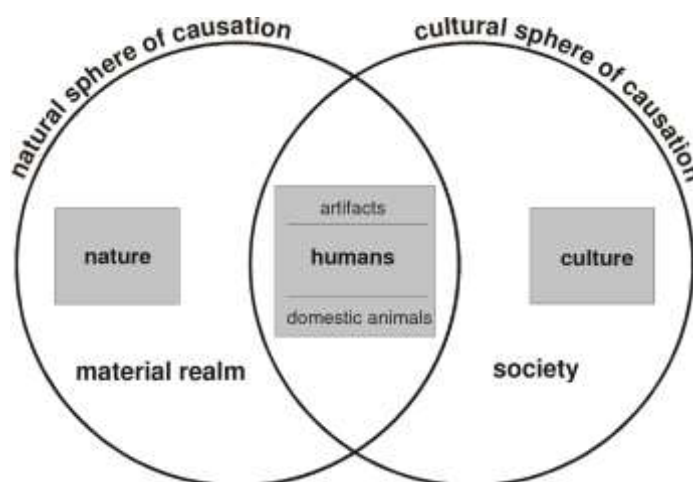 natural sphere of causation
cultural sphere of causation
artifacts
nature
humans
culture
domestic animals
material realm
society